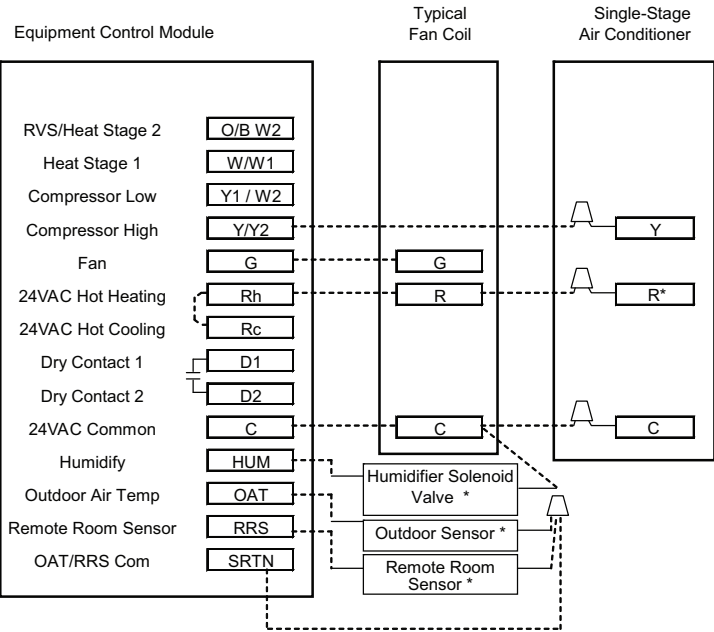 Equipment Control Module
Typical
Fan Coil
Single-Stage
Air Conditioner
RVS/Heat Stage 2 O/B W2
Heat Stage 1 W/W1
Compressor Low Y1 / W2
Compressor High Y/Y2 Y
Fan G G
24VAC Hot Heating Rh R R*
24VAC Hot Cooling Rc
Dry Contact 1 D1
Dry Contact 2 D2
24VAC Common C C C
Humidify HUM
Humidifier Solenoid
Valve *
Outdoor Air Temp OAT
Outdoor Sensor *
Remote Room Sensor RRS
Remote Room
Sensor *
OAT/RRS Com SRTN